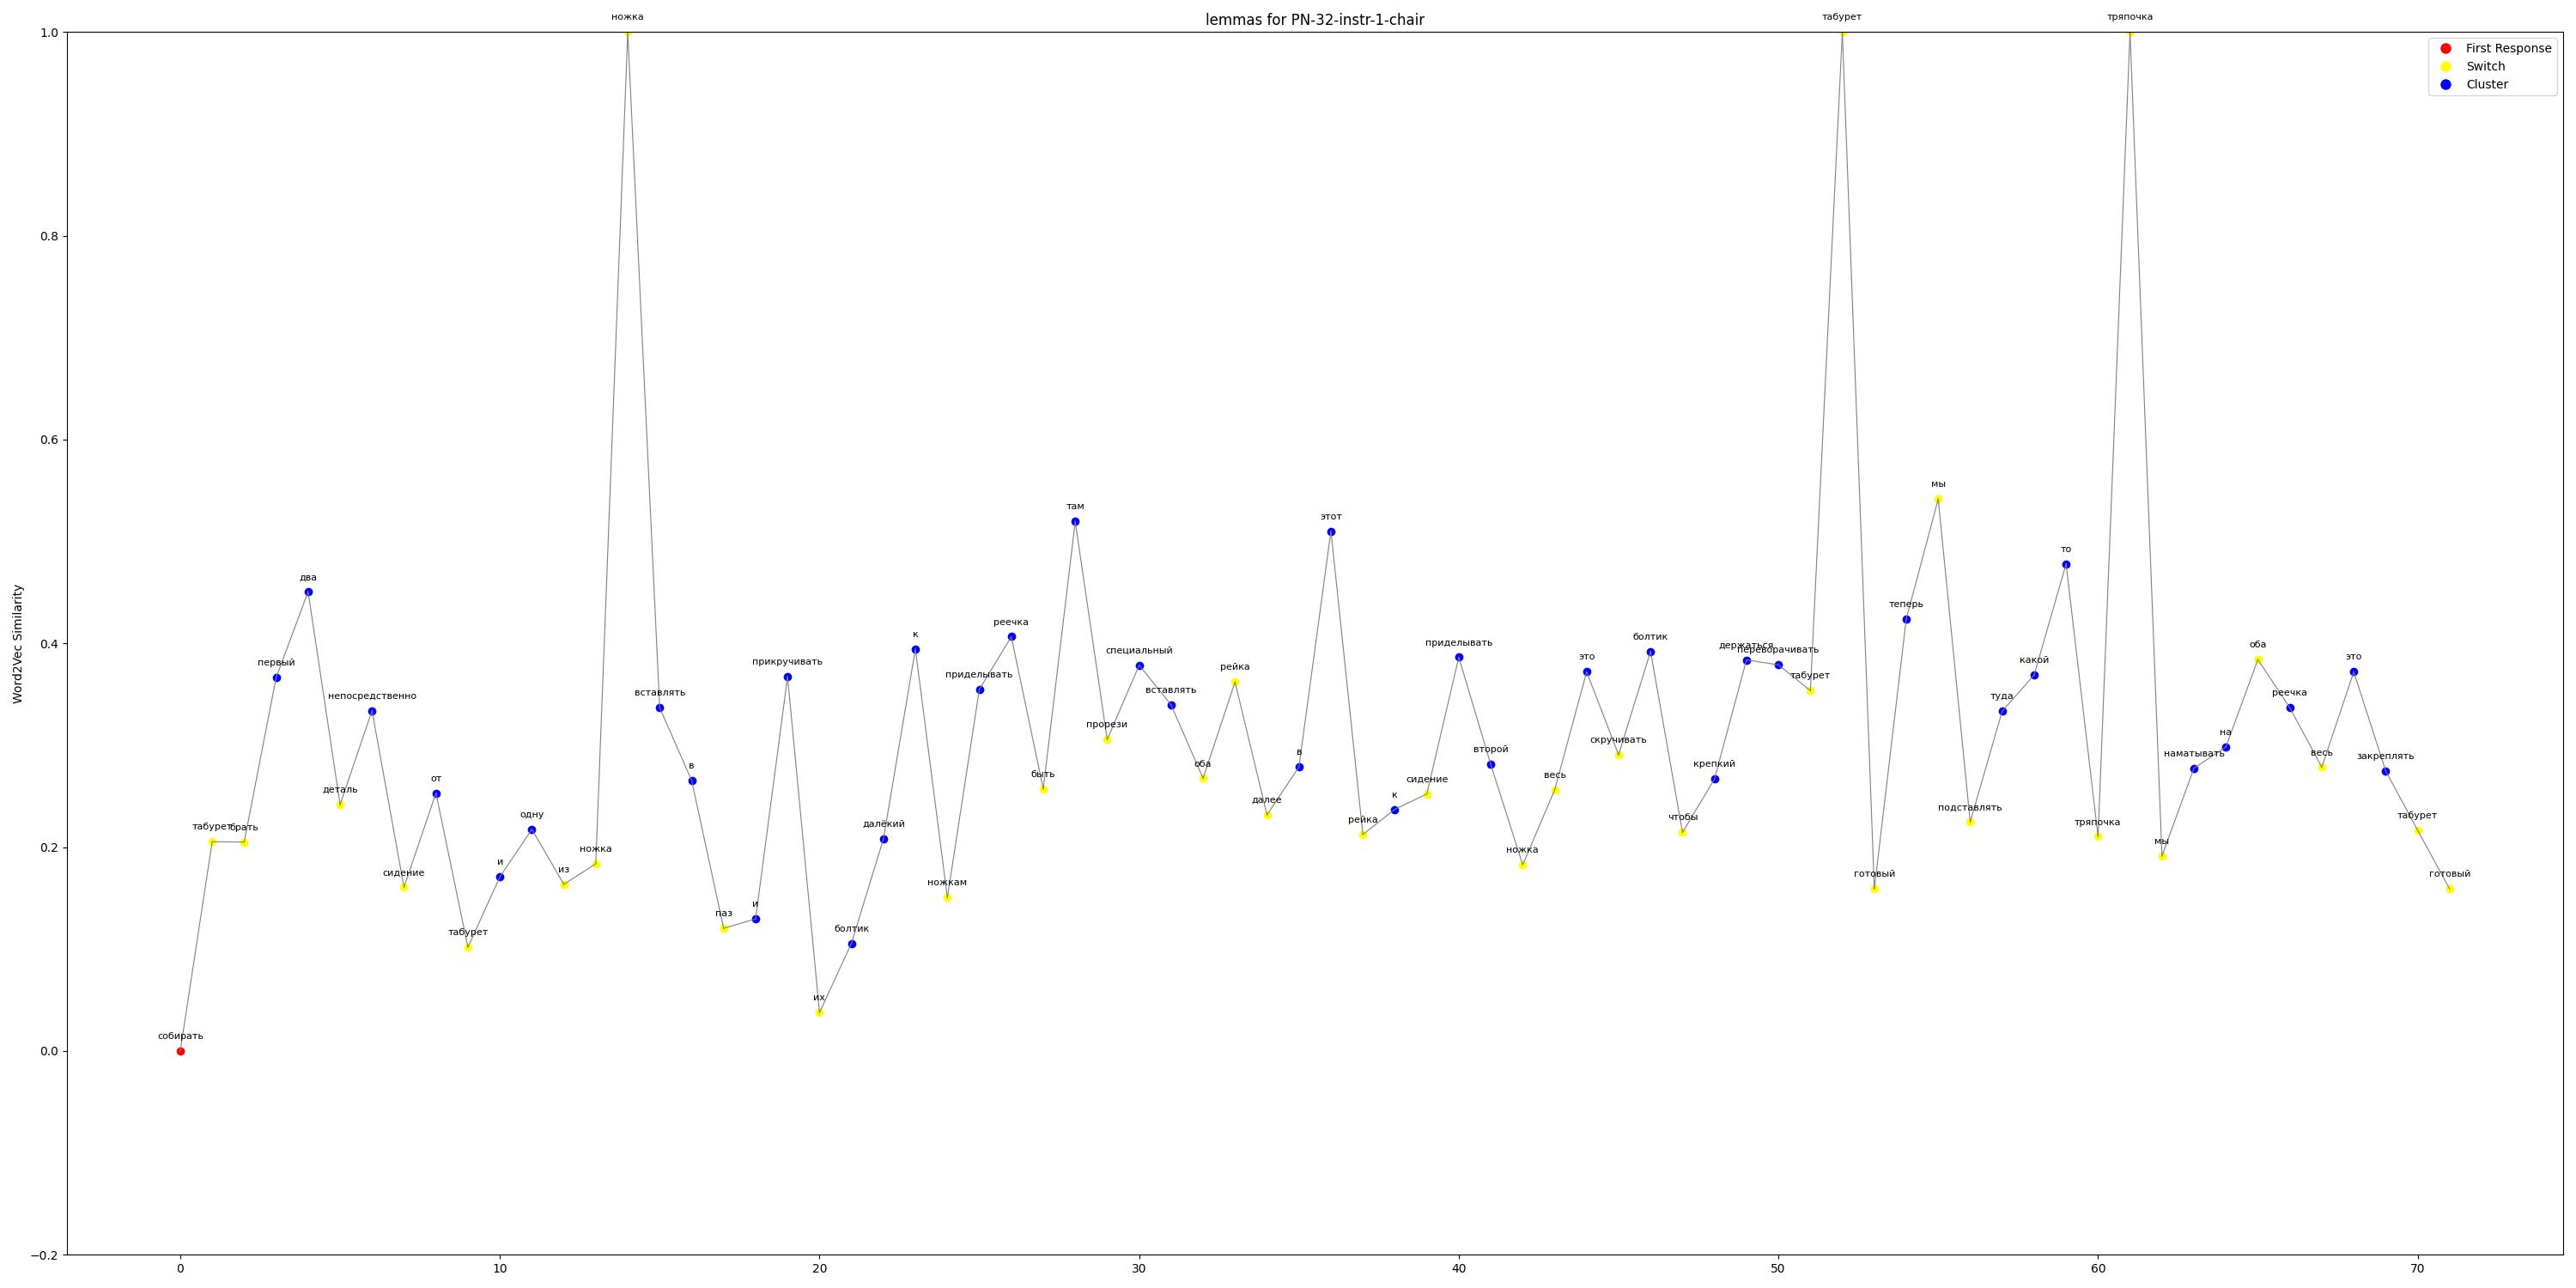 lemmas for PN-32-instr-1-chair
First Response
Switch
Cluster
Word2Vec Similarity
1.0
0.8
0.6
0.4
0.2
0.0
−0.2
0
10
20
30
40
50
60
70
собирать
табурет
брать
первый
два
деталь
непосредственно
сидение
от
табурет
и
одну
из
ножка
ножка
вставлять
в
паз
и
прикручивать
их
болтик
далёкий
к
ножкам
приделывать
реечка
быть
там
прорези
специальный
вставлять
оба
рейка
далее
в
этот
рейка
к
сидение
приделывать
второй
ножка
весь
это
скручивать
болтик
чтобы
крепкий
держаться
переворачивать
табурет
табурет
готовый
теперь
мы
подставлять
туда
какой
то
тряпочка
тряпочка
мы
наматывать
на
оба
реечка
весь
это
закреплять
табурет
готовый